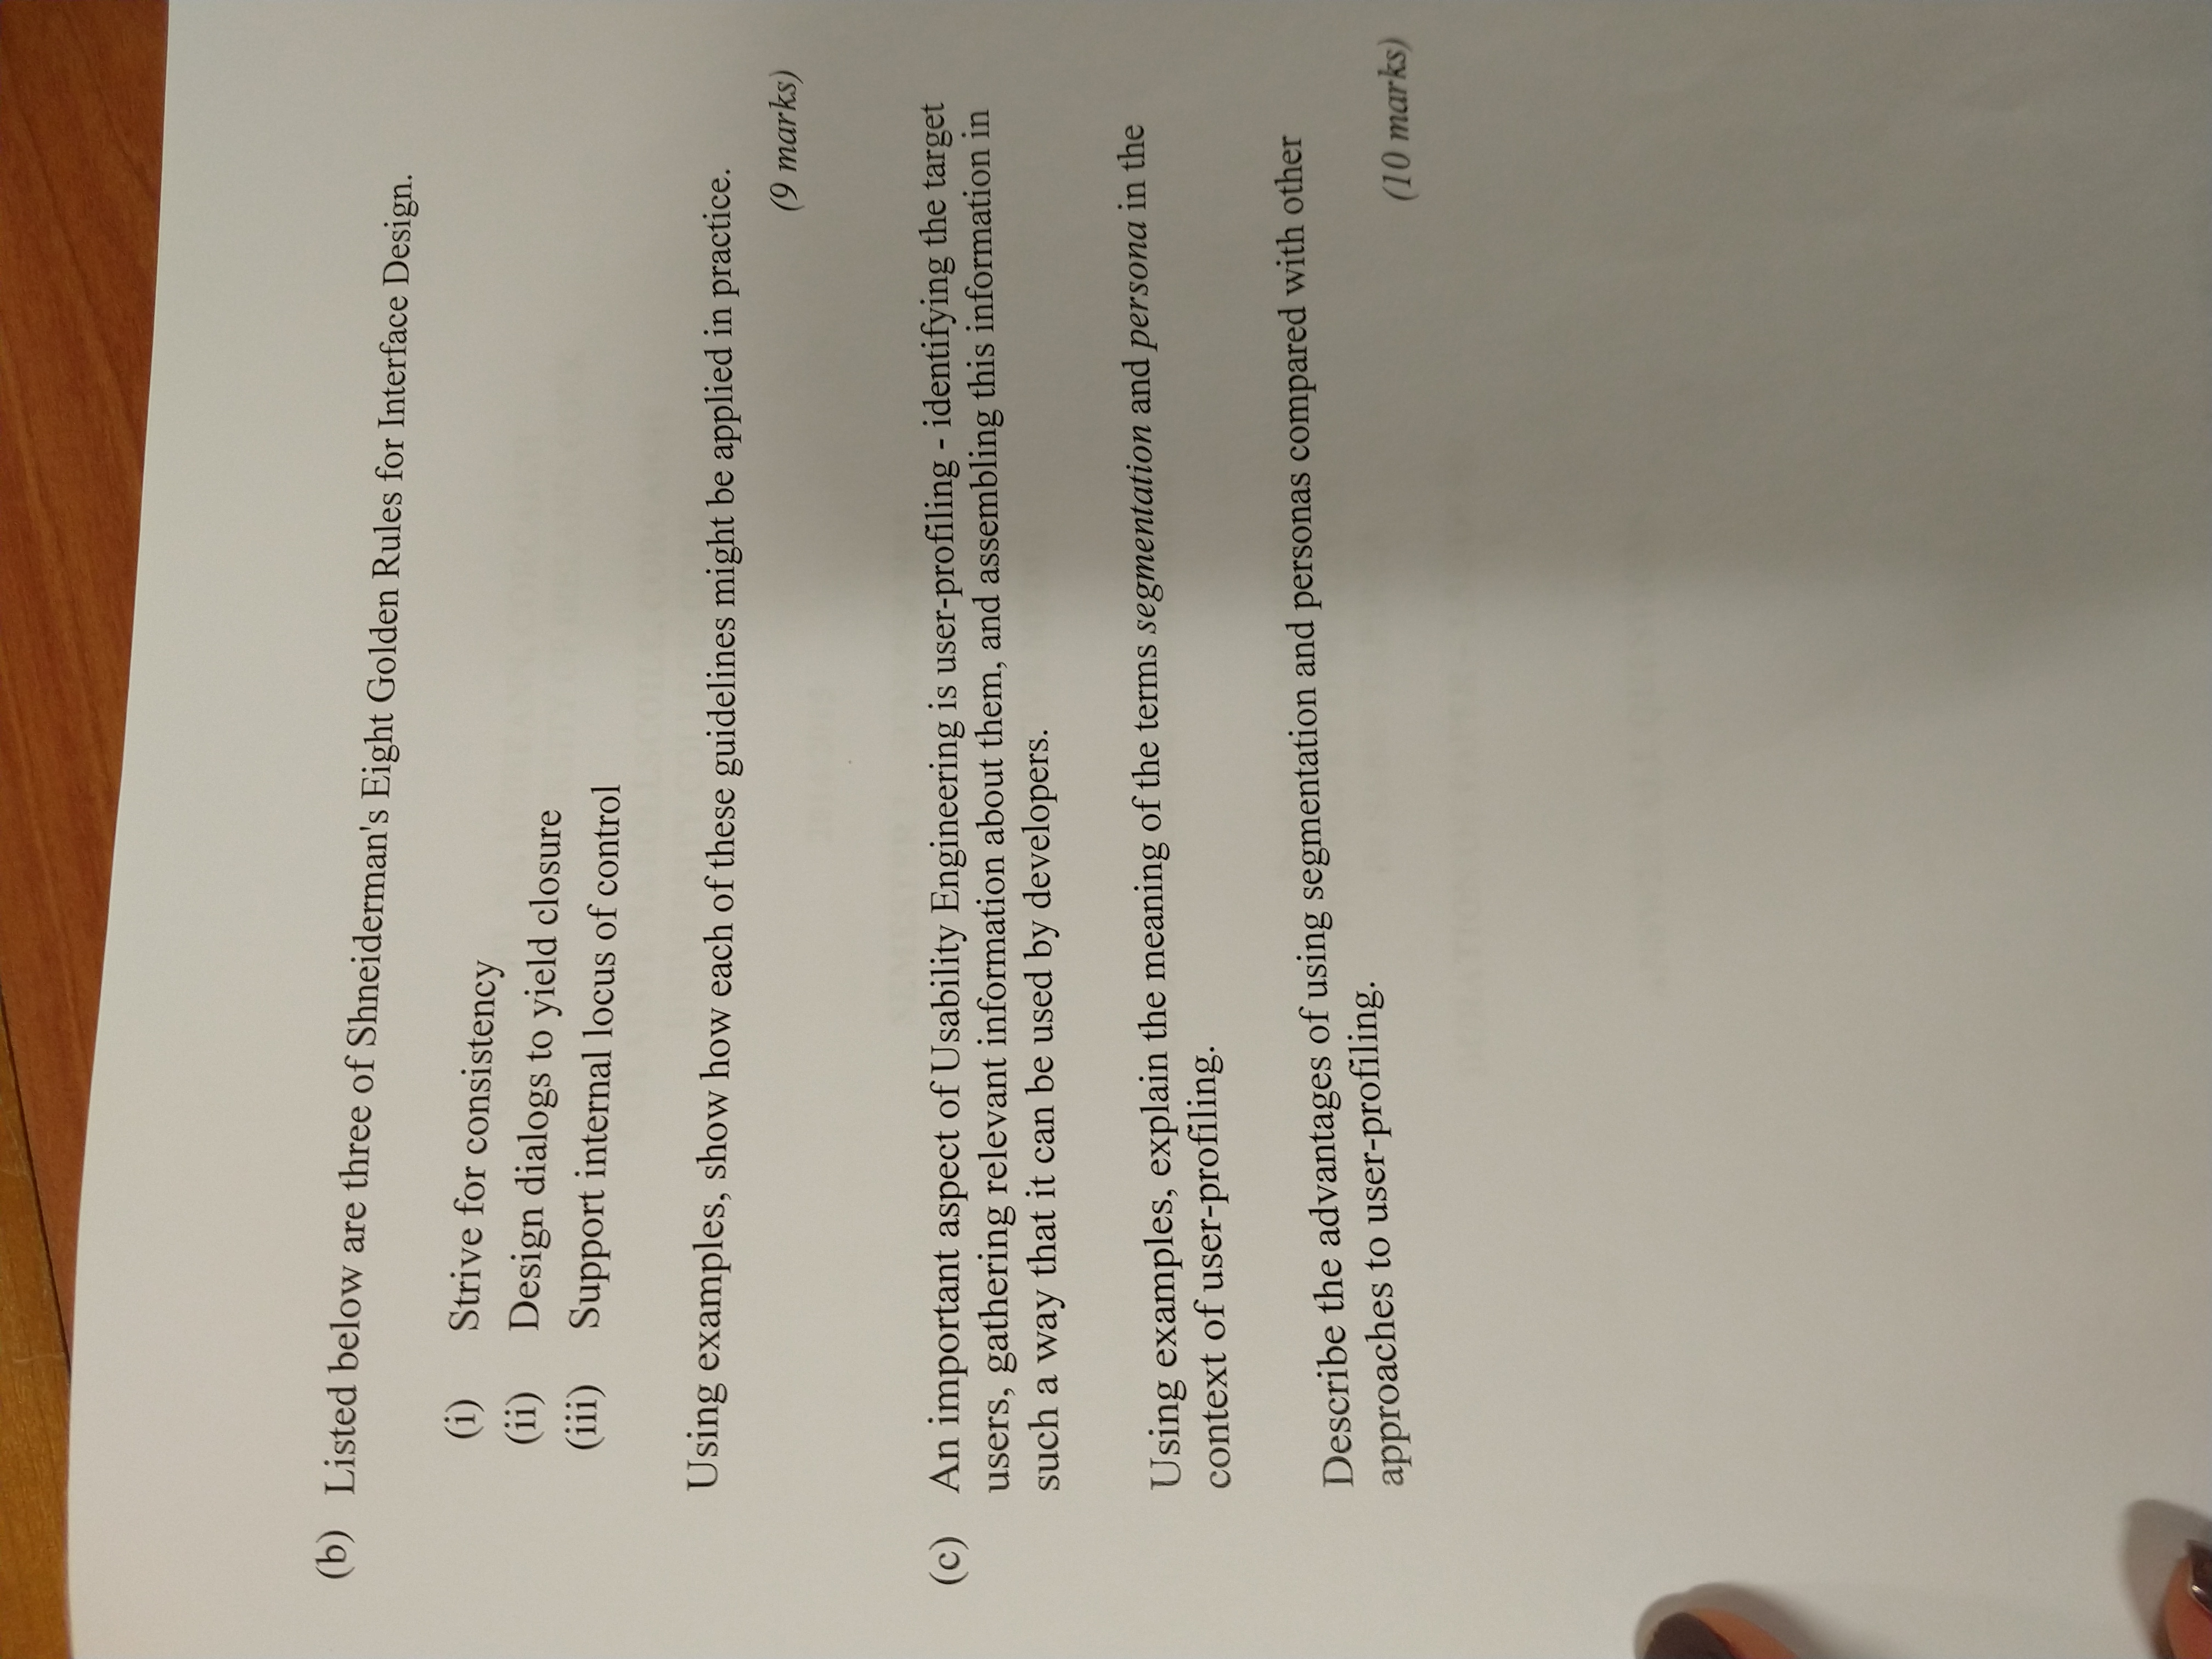 (b) Listed below are three of Shneiderman's Eight Golden Rules for Interface Design.
(i) Strive for consistency
(ii) Design dialogs to yield closure
(iii) Support internal locus of control
Using examples, show how each of these guidelines might be applied in practice.
(9 marks)
(c) An important aspect of Usability Engineering is user-profiling - identifying the target
users, gathering relevant information about them, and assembling this information in
such a way that it can be used by developers.
Using examples, explain the meaning of the terms segmentation and persona in the
context of user-profiling.
Describe the advantages of using segmentation and personas compared with other
approaches to user-profiling.
(10 marks)